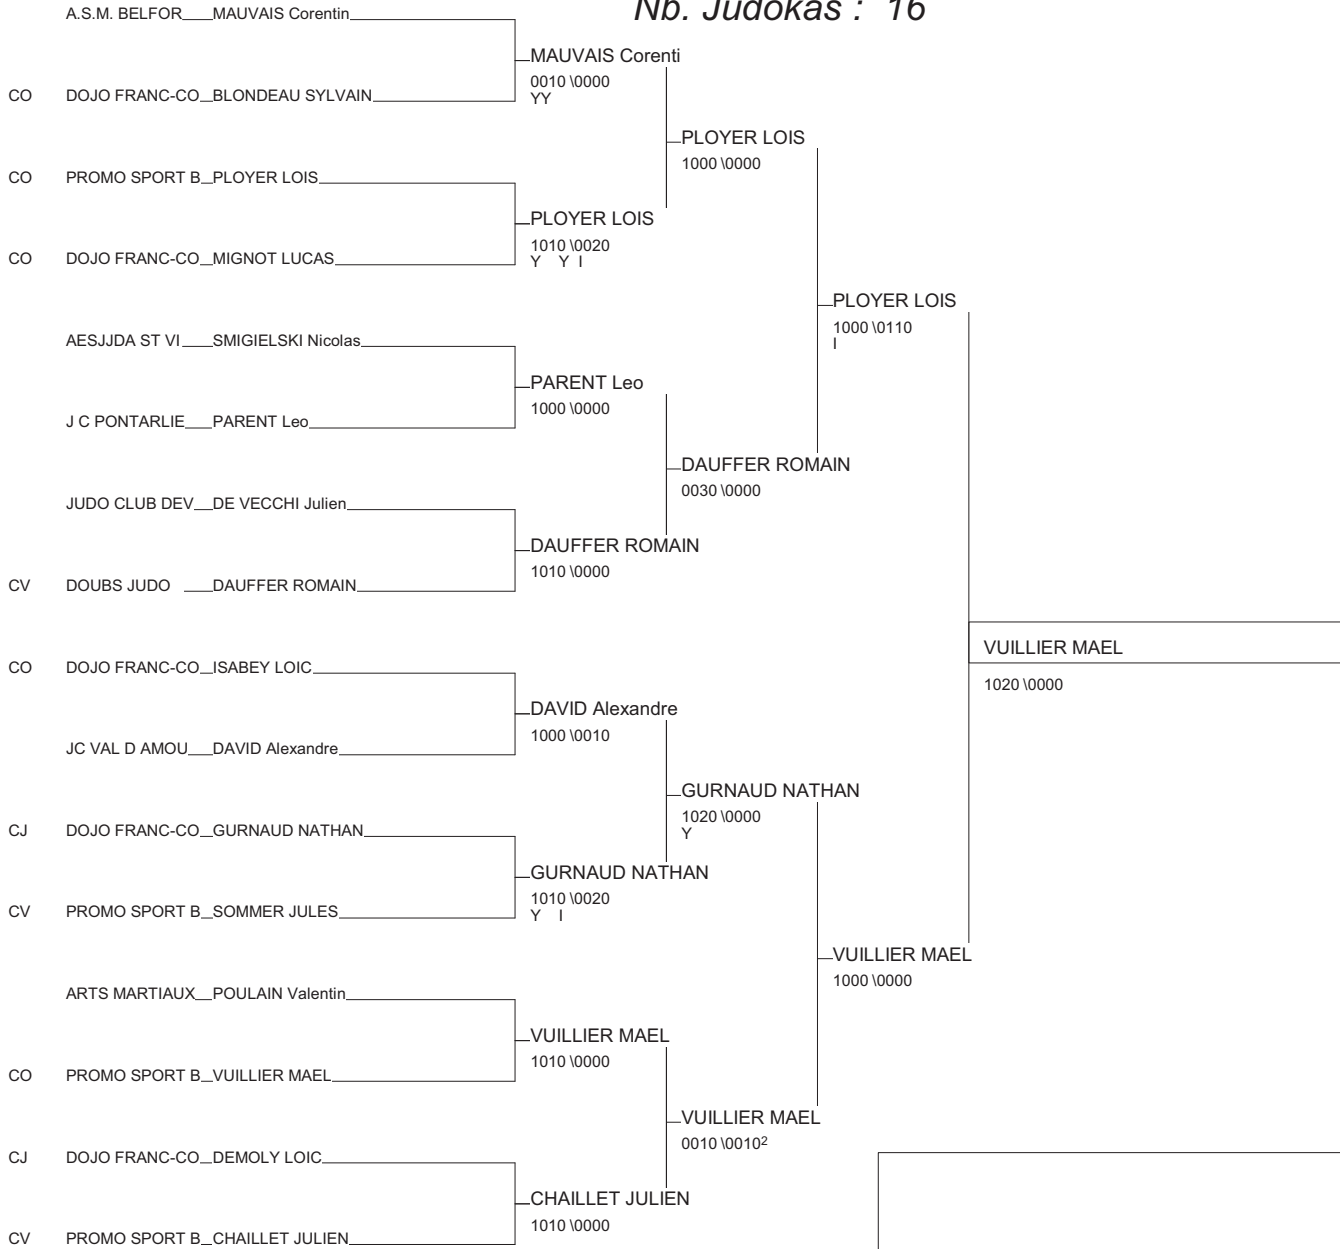 Nb. Judokas : 16
A.S.M. BELFOR MAUVAIS Corentin
MAUVAIS Corenti
0010 \0000
YY
CO DOJO FRANC-CO BLONDEAU SYLVAIN
PLOYER LOIS
1000 \0000
CO PROMO SPORT B PLOYER LOIS
PLOYER LOIS
1010 \0020
Y Y I
CO DOJO FRANC-CO MIGNOT LUCAS
PLOYER LOIS
1000 \0110
I
AESJJDA ST VI SMIGIELSKI Nicolas
PARENT Leo
1000 \0000
J C PONTARLIE PARENT Leo
DAUFFER ROMAIN
0030 \0000
JUDO CLUB DEV DE VECCHI Julien
DAUFFER ROMAIN
1010 \0000
CV DOUBS JUDO DAUFFER ROMAIN
VUILLIER MAEL
1020 \0000
CO DOJO FRANC-CO ISABEY LOIC
DAVID Alexandre
1000 \0010
JC VAL D AMOU DAVID Alexandre
GURNAUD NATHAN
1020 \0000
Y
CJ DOJO FRANC-CO GURNAUD NATHAN
GURNAUD NATHAN
1010 \0020
Y I
CV PROMO SPORT B SOMMER JULES
VUILLIER MAEL
1000 \0000
ARTS MARTIAUX POULAIN Valentin
VUILLIER MAEL
1010 \0000
CO PROMO SPORT B VUILLIER MAEL
VUILLIER MAEL
0010 \0010²
CJ DOJO FRANC-CO DEMOLY LOIC
CHAILLET JULIEN
1010 \0000
CV PROMO SPORT B CHAILLET JULIEN